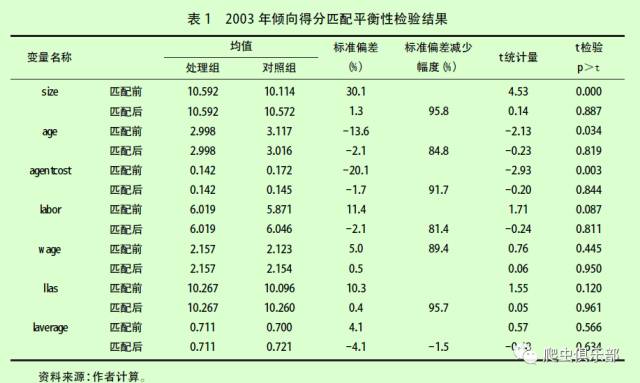 表1 2003年倾向得分匹配平衡性检验结果
变量名称 均值 标准偏差(%) 标准偏差减少幅度(%) t统计量 t检验 p>t
处理组 对照组
size 匹配前 10.592 10.114 30.1 4.53 0.000
匹配后 10.592 10.572 1.3 95.8 0.14 0.887
age 匹配前 2.998 3.117 -13.6 -2.13 0.034
匹配后 2.998 3.016 -2.1 84.8 -0.23 0.819
agentcost 匹配前 0.142 0.172 -20.1 -2.93 0.003
匹配后 0.142 0.145 -1.7 91.7 -0.20 0.844
labor 匹配前 6.019 5.871 11.4 1.71 0.087
匹配后 6.019 6.046 -2.1 81.4 -0.24 0.811
wage 匹配前 2.157 2.123 5.0 89.4 0.76 0.445
匹配后 2.157 2.154 0.5 0.06 0.950
llas 匹配前 10.267 10.096 10.3 1.55 0.120
匹配后 10.267 10.260 0.4 95.7 0.05 0.961
laverage 匹配前 0.711 0.700 4.1 0.57 0.566
匹配后 0.711 0.721 -4.1 -1.5 0.634
爬虫俱乐部
资料来源:作者计算。